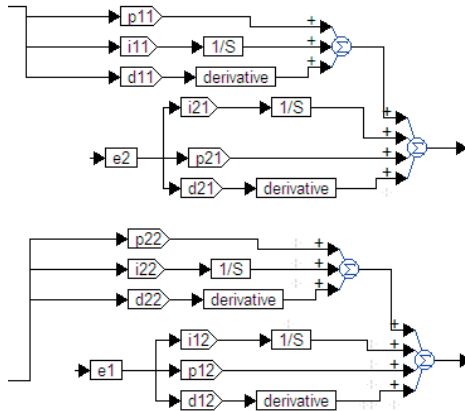 p11
+
i11 1/S + Σ
d11 derivative +
i21 1/S +
+
e2 p21 + Σ
d21 derivative +
p22
+
i22 1/S + Σ
d22 derivative +
i12 1/S +
+
e1 p12 + Σ
d12 derivative +